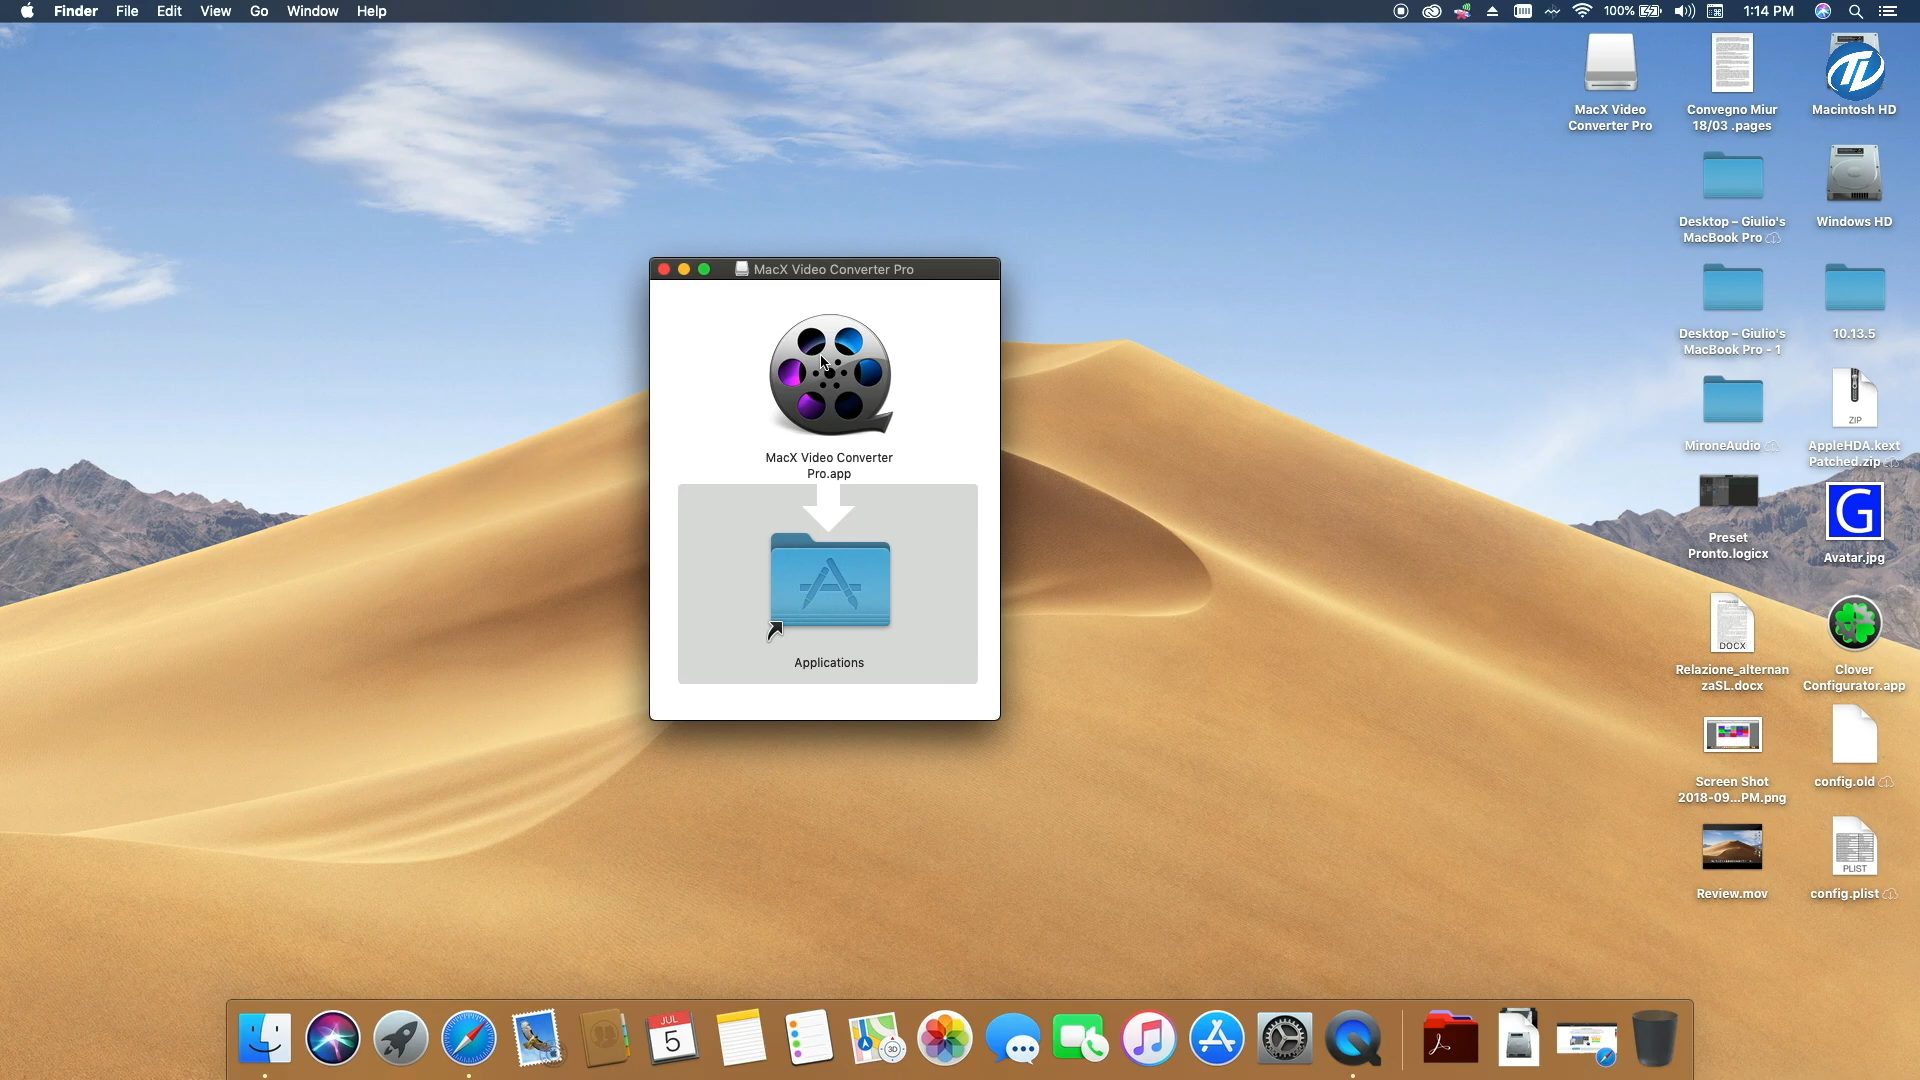 Finder File Edit View Go Window Help
100% 1:14 PM
MacX Video
Converter Pro
Convegno Miur
18/03 .pages
TL
Macintosh HD
Desktop – Giulio's
MacBook Pro
Windows HD
MacX Video Converter Pro
Desktop – Giulio's
MacBook Pro - 1
10.13.5
ZIP
MironeAudio
AppleHDA.kext
Patched.zip
MacX Video Converter
Pro.app
G
Preset
Pronto.logicx
Avatar.jpg
Applications
DOCX
Relazione_alternan
zaSL.docx
Clover
Configurator.app
Screen Shot
2018-09...PM.png
config.old
PLIST
Review.mov
config.plist
JUL
5
3D